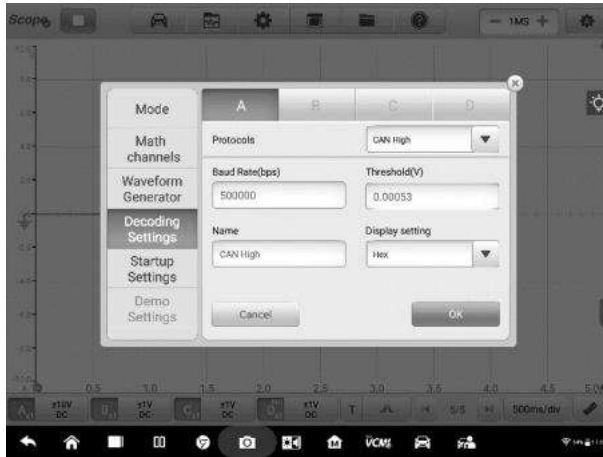 Scope
1MS
Mode
Math
channels
Waveform
Generator
Decoding
Settings
Startup
Settings
Demo
Settings
A B C D
Protocols
CAN High
Baud Rate(bps)
Threshold(V)
500000
0.00053
Name
Display setting
CAN High
Hex
Cancel
OK
0.5 1.0 1.5 2.0 2.5 3.0 3.5 4.0 4.5
A ±10V DC
B ±1V DC
C ±1V DC
D ±1V DC
T
5/5
500ms/div
VCMI